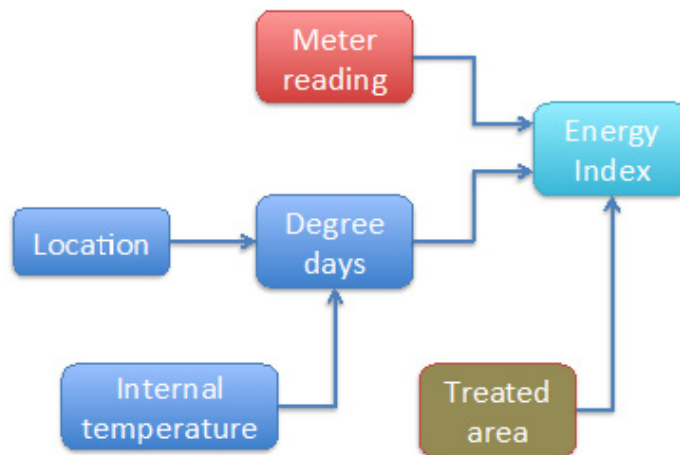 Meter
reading
Energy
Index
Location
Degree
days
Internal
temperature
Treated
area